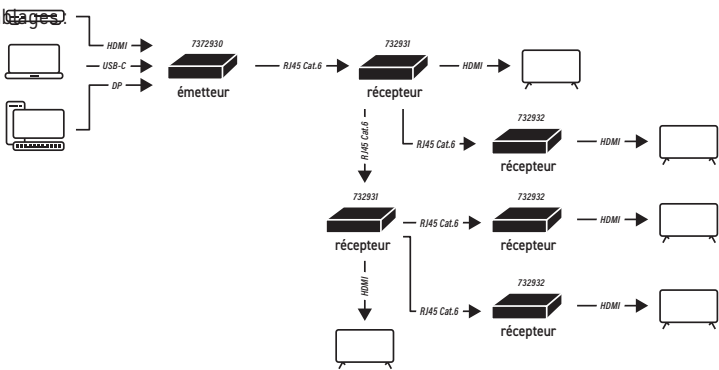 blages :
HDMI
USB-C
DP
7372930
émetteur
RJ45 Cat.6
732931
récepteur
HDMI
RJ45 Cat.6
RJ45 Cat.6
732932
récepteur
HDMI
732931
récepteur
RJ45 Cat.6
732932
récepteur
HDMI
HDMI
RJ45 Cat.6
732932
récepteur
HDMI